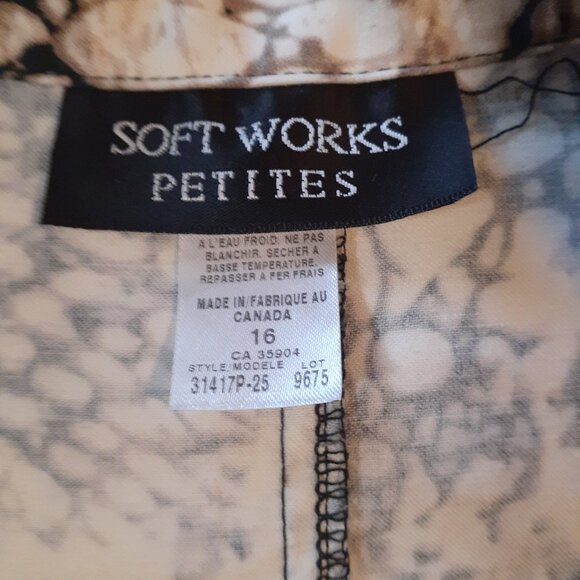 SOFT WORKS
PETITES
A L'EAU FROID. NE PAS
BLANCHIR. SECHER A
BASSE TEMPERATURE.
REPASSER A FER FRAIS
MADE IN/FABRIQUE AU
CANADA
16
CA 35904
STYLE/MODELE LOT
31417P-25 9675